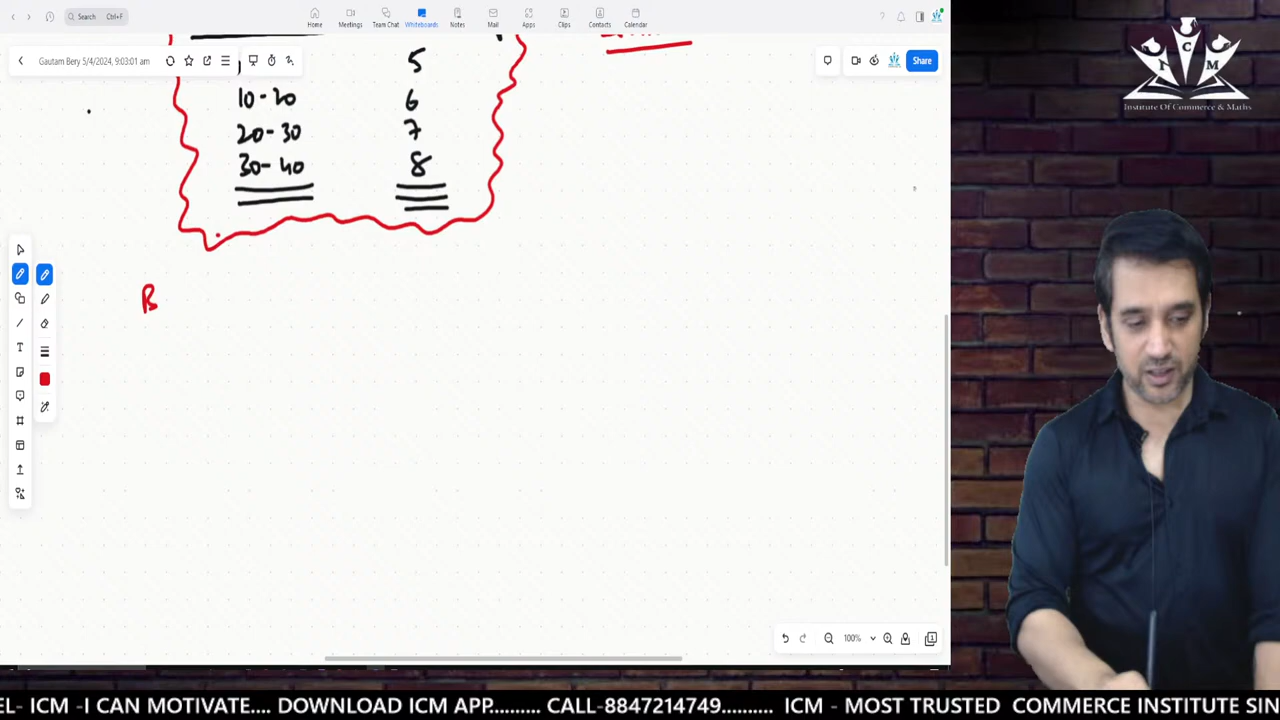 Search Ctrl+F
Home Meetings Team Chat Whiteboards Notes Mail Apps Clips Contacts Calendar
Gautam Bery 5/4/2024, 9:03:01 am
Share
I C M
Institute Of Commerce & Maths
5
10-20 6
20-30 7
30-40 8
B
T
100%
EL- ICM -I CAN MOTIVATE.... DOWNLOAD ICM APP.......... CALL-8847214749.......... ICM - MOST TRUSTED COMMERCE INSTITUTE SIN